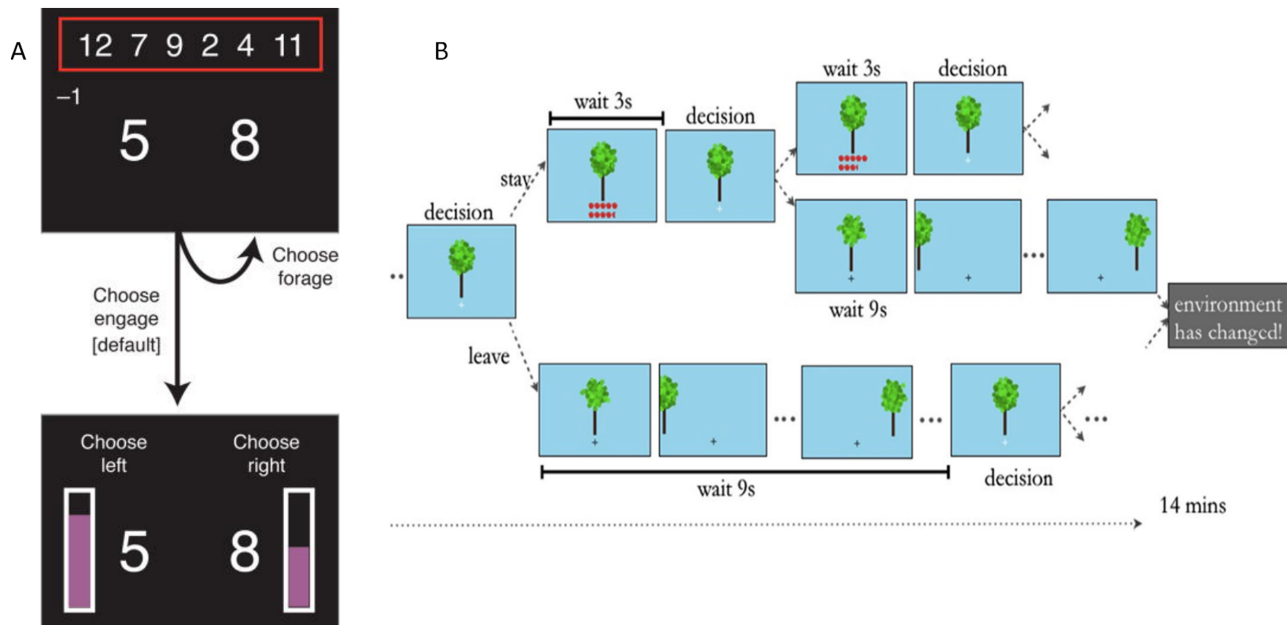 A
12 7 9 2 4 11
–1
5 8
Choose
forage
Choose
engage
[default]
Choose
left
Choose
right
5 8
B
decision
stay
wait 3s
decision
wait 3s
decision
wait 9s
environment
has changed!
leave
wait 9s
decision
14 mins